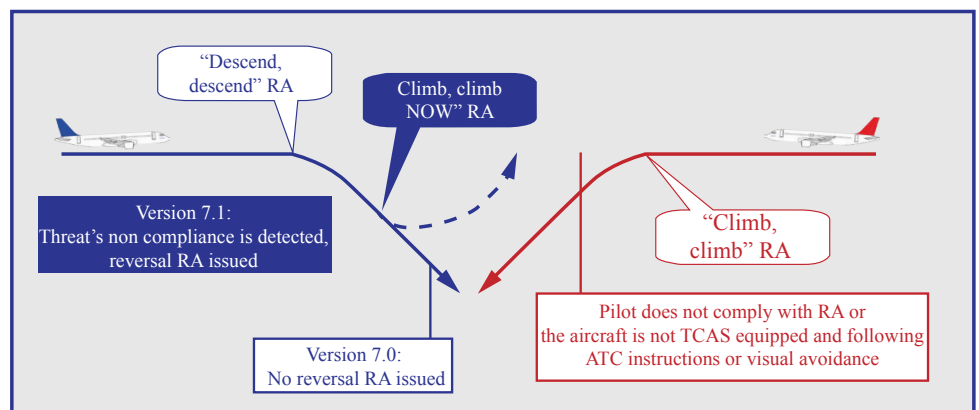 “Descend,
descend” RA
Climb, climb
NOW” RA
Version 7.1:
Threat’s non compliance is detected,
reversal RA issued
“Climb,
climb” RA
Version 7.0:
No reversal RA issued
Pilot does not comply with RA or
the aircraft is not TCAS equipped and following
ATC instructions or visual avoidance